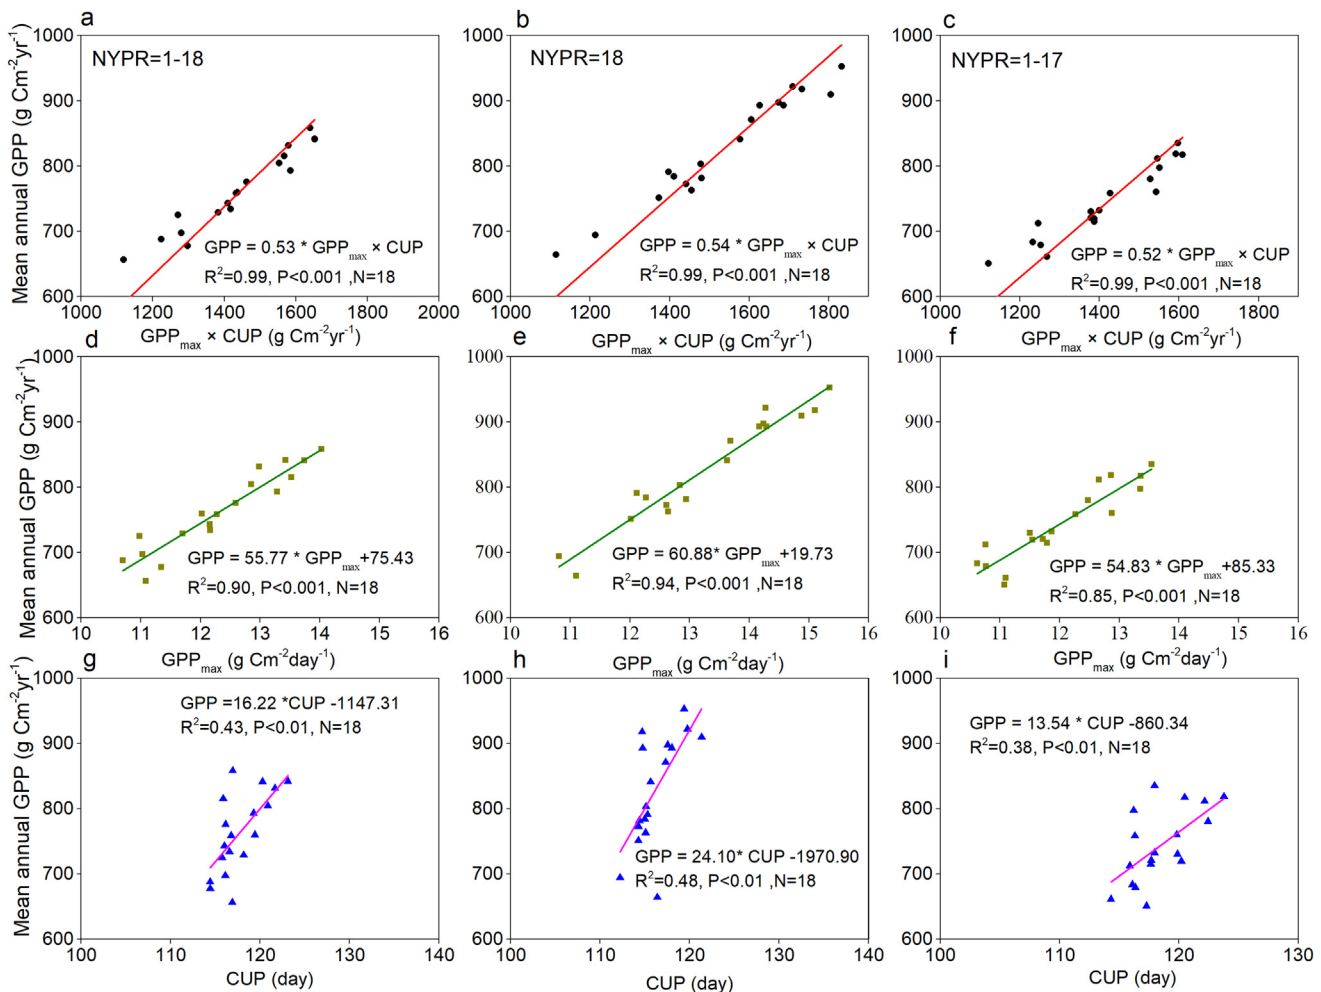 a
b
c
Mean annual GPP (g Cm⁻²yr⁻¹)
1000
900
800
700
600
NYPR=1-18
GPP = 0.53 * GPPmax × CUP
R²=0.99, P<0.001 ,N=18
1000 1200 1400 1600 1800 2000
GPPmax × CUP (g Cm⁻²yr⁻¹)
1000
900
800
700
600
NYPR=18
GPP = 0.54 * GPPmax × CUP
R²=0.99, P<0.001 ,N=18
1000 1200 1400 1600 1800
GPPmax × CUP (g Cm⁻²yr⁻¹)
1000
900
800
700
600
NYPR=1-17
GPP = 0.52 * GPPmax × CUP
R²=0.99, P<0.001 ,N=18
1000 1200 1400 1600 1800
GPPmax × CUP (g Cm⁻²yr⁻¹)
d
e
f
Mean annual GPP (g Cm⁻²yr⁻¹)
1000
900
800
700
600
GPP = 55.77 * GPPmax+75.43
R²=0.90, P<0.001, N=18
10 11 12 13 14 15 16
GPPmax (g Cm⁻²day⁻¹)
1000
900
800
700
600
GPP = 60.88* GPPmax+19.73
R²=0.94, P<0.001 ,N=18
10 11 12 13 14 15 16
GPPmax (g Cm⁻²day⁻¹)
1000
900
800
700
600
GPP = 54.83 * GPPmax+85.33
R²=0.85, P<0.001 ,N=18
10 11 12 13 14 15 16
GPPmax (g Cm⁻²day⁻¹)
g
h
i
Mean annual GPP (g Cm⁻²yr⁻¹)
1000
900
800
700
600
GPP =16.22 *CUP -1147.31
R²=0.43, P<0.01, N=18
100 110 120 130 140
CUP (day)
1000
900
800
700
600
GPP = 24.10* CUP -1970.90
R²=0.48, P<0.01 ,N=18
100 110 120 130 140
CUP (day)
1000
900
800
700
600
GPP = 13.54 * CUP -860.34
R²=0.38, P<0.01, N=18
100 110 120 130
CUP (day)